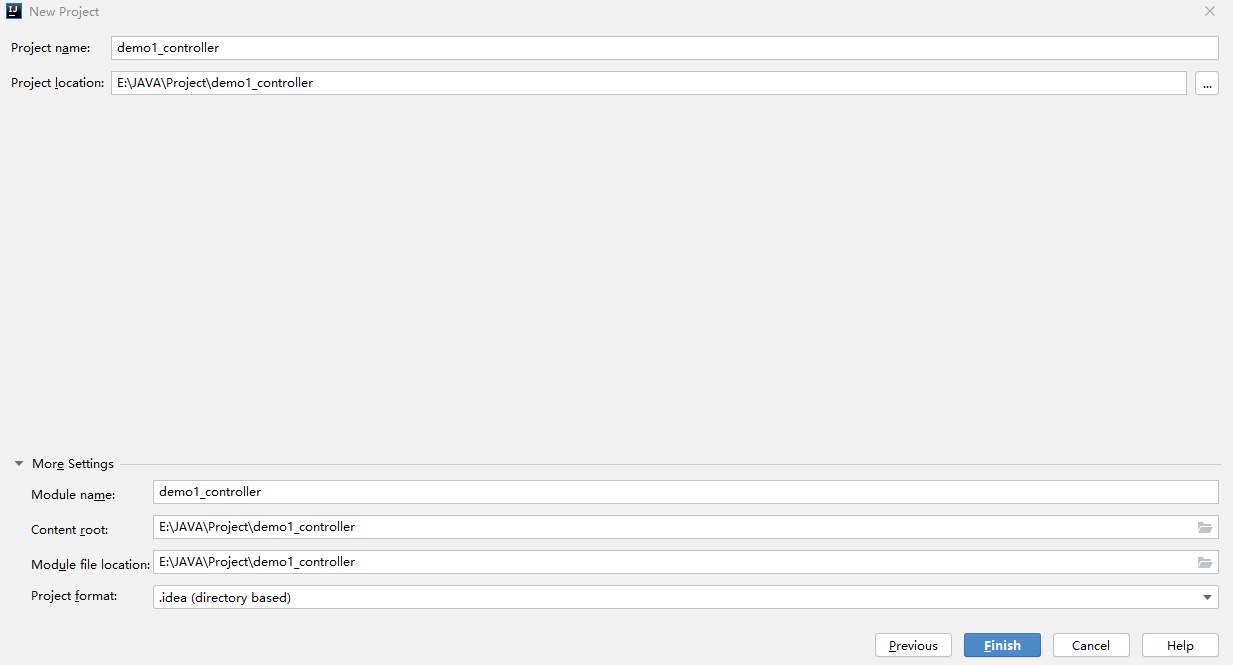 IJ New Project
Project name: demo1_controller
Project location: E:\JAVA\Project\demo1_controller ...
More Settings
Module name: demo1_controller
Content root: E:\JAVA\Project\demo1_controller
Module file location: E:\JAVA\Project\demo1_controller
Project format: .idea (directory based)
Previous Finish Cancel Help